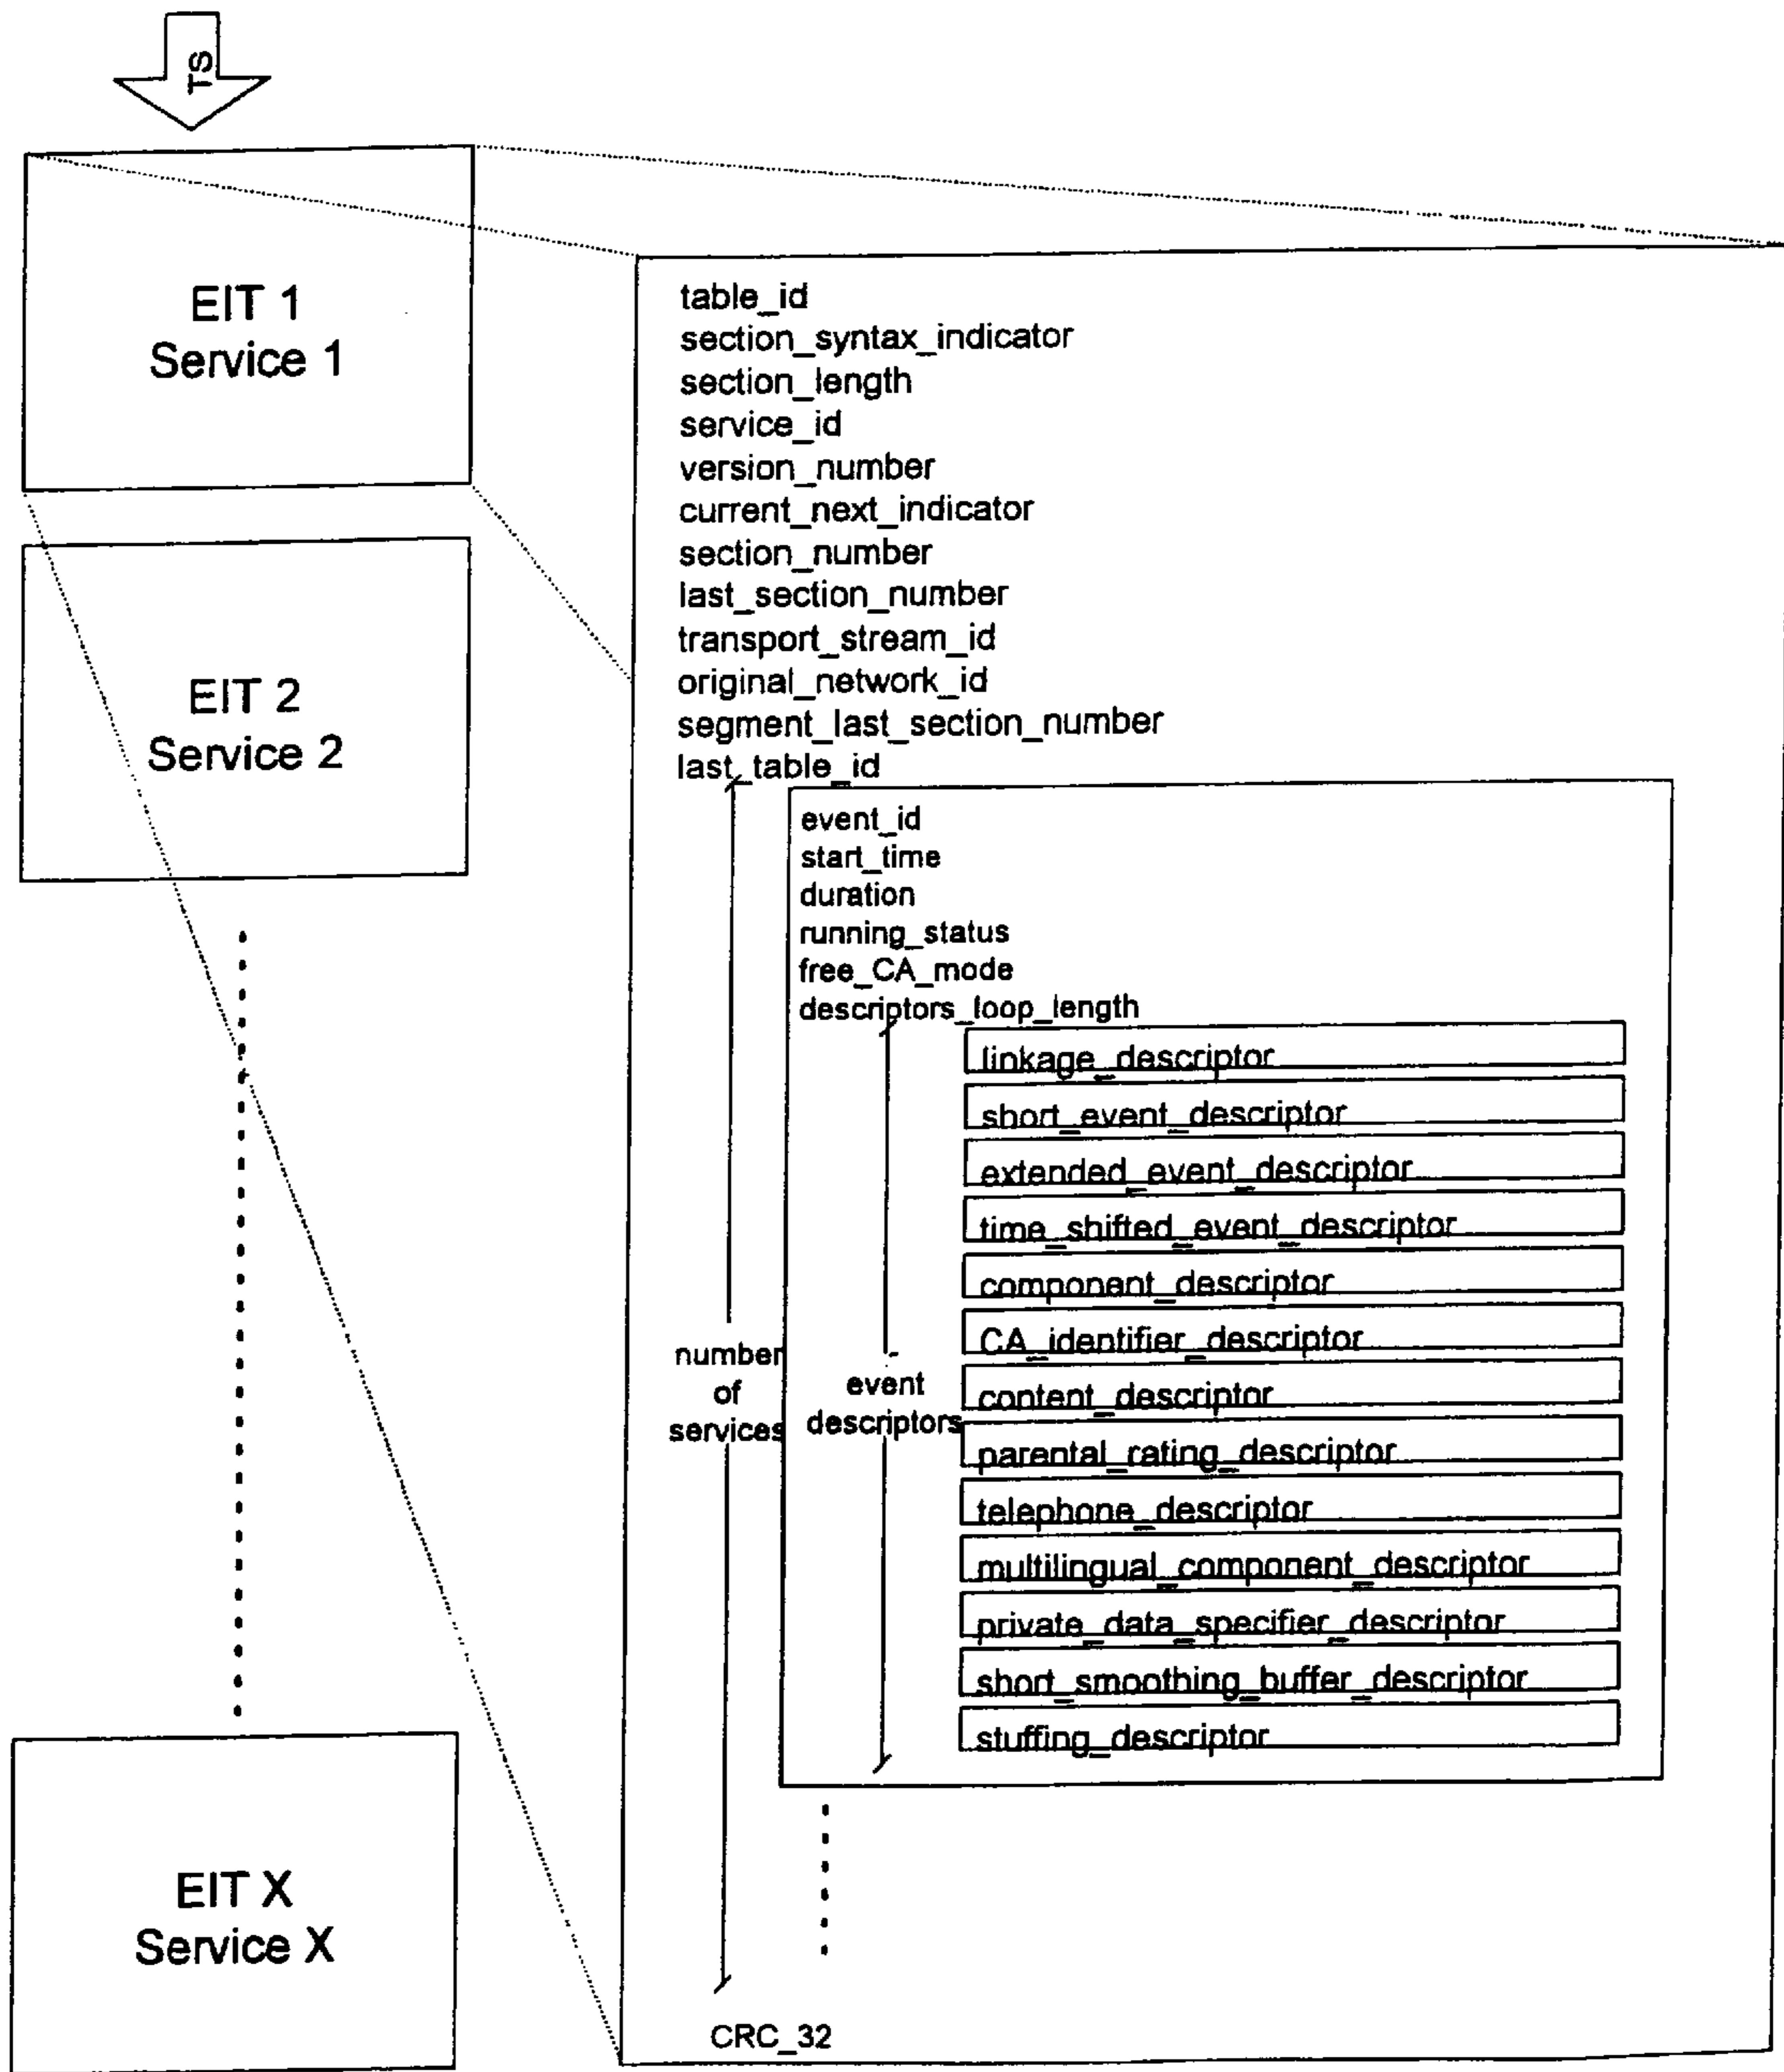 TS
EIT 1
Service 1
EIT 2
Service 2
EIT X
Service X
table_id
section_syntax_indicator
section_length
service_id
version_number
current_next_indicator
section_number
last_section_number
transport_stream_id
original_network_id
segment_last_section_number
last_table_id
number
of
services
event_id
start_time
duration
running_status
free_CA_mode
descriptors_loop_length
event
descriptors
linkage_descriptor
short_event_descriptor
extended_event_descriptor
time_shifted_event_descriptor
component_descriptor
CA_identifier_descriptor
content_descriptor
parental_rating_descriptor
telephone_descriptor
multilingual_component_descriptor
private_data_specifier_descriptor
short_smoothing_buffer_descriptor
stuffing_descriptor
CRC_32